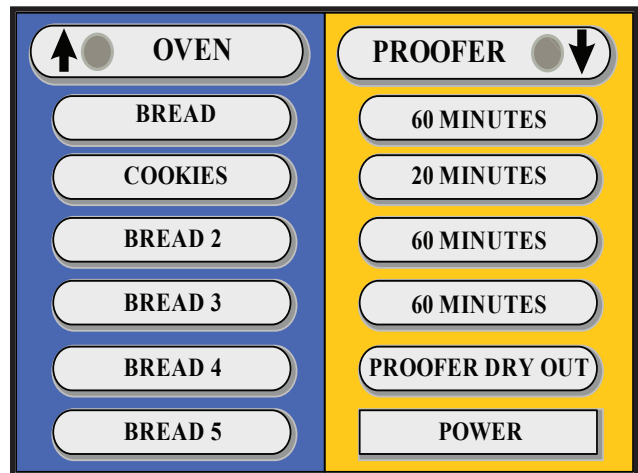 OVEN
BREAD
COOKIES
BREAD 2
BREAD 3
BREAD 4
BREAD 5
PROOFER
60 MINUTES
20 MINUTES
60 MINUTES
60 MINUTES
PROOFER DRY OUT
POWER